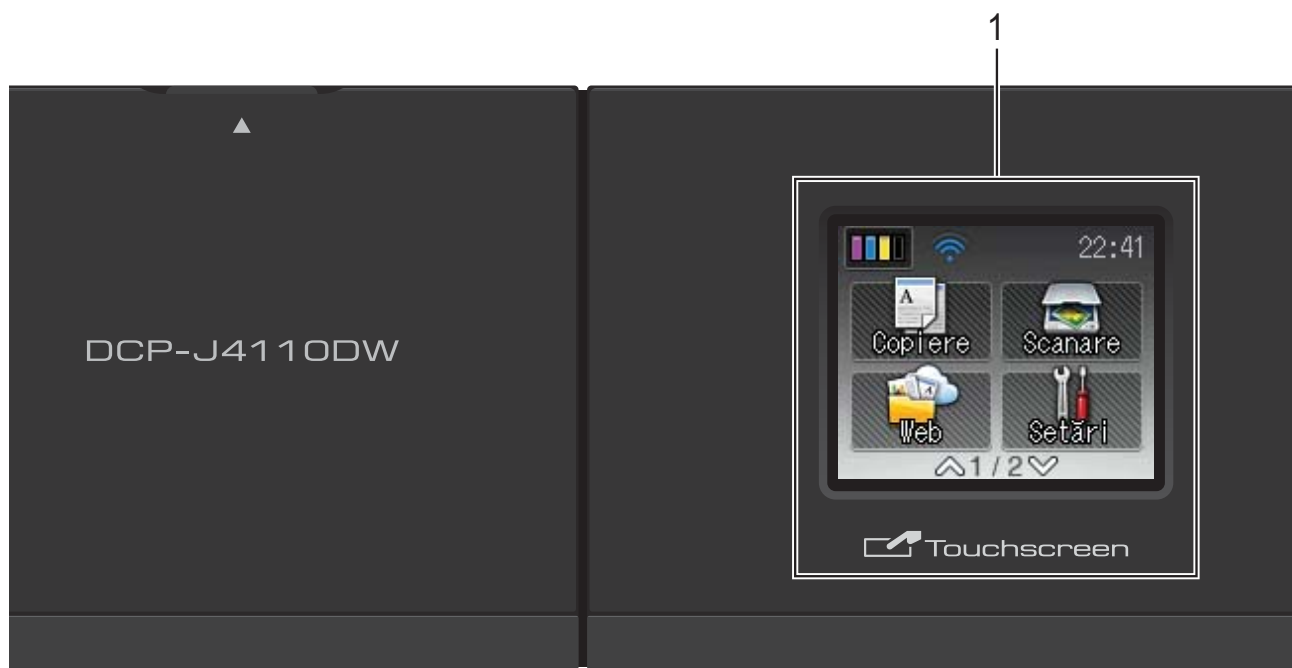 1
DCP-J4110DW
22:41
Copiere
Scanare
Web
Setări
1 / 2
Touchscreen